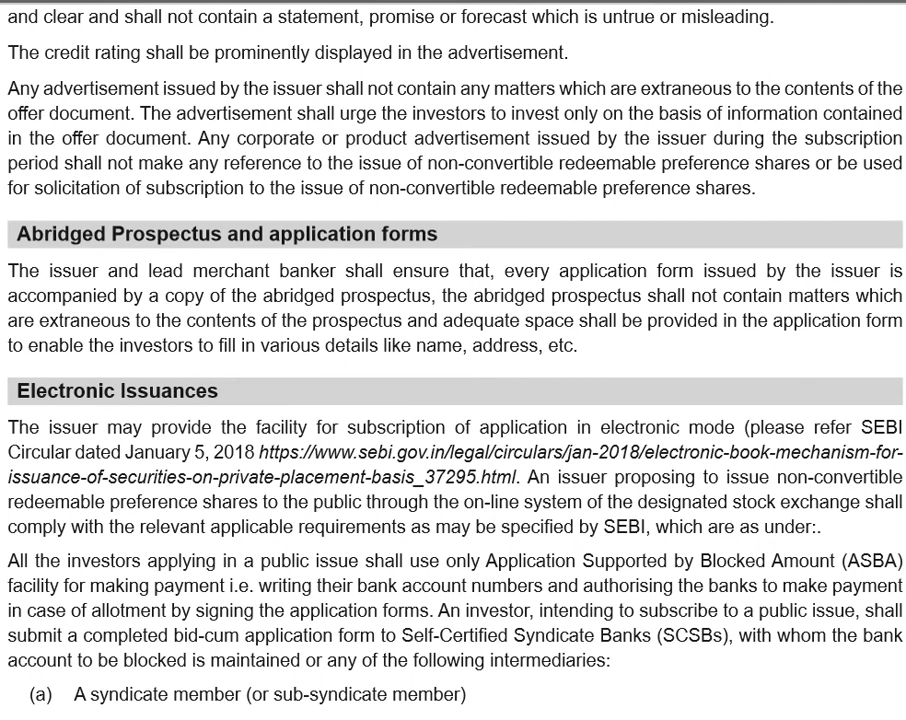 and clear and shall not contain a statement, promise or forecast which is untrue or misleading.
The credit rating shall be prominently displayed in the advertisement.
Any advertisement issued by the issuer shall not contain any matters which are extraneous to the contents of the
offer document. The advertisement shall urge the investors to invest only on the basis of information contained
in the offer document. Any corporate or product advertisement issued by the issuer during the subscription
period shall not make any reference to the issue of non-convertible redeemable preference shares or be used
for solicitation of subscription to the issue of non-convertible redeemable preference shares.
Abridged Prospectus and application forms
The issuer and lead merchant banker shall ensure that, every application form issued by the issuer is
accompanied by a copy of the abridged prospectus, the abridged prospectus shall not contain matters which
are extraneous to the contents of the prospectus and adequate space shall be provided in the application form
to enable the investors to fill in various details like name, address, etc.
Electronic Issuances
The issuer may provide the facility for subscription of application in electronic mode (please refer SEBI
Circular dated January 5, 2018 https://www.sebi.gov.in/legal/circulars/jan-2018/electronic-book-mechanism-for-
issuance-of-securities-on-private-placement-basis_37295.html. An issuer proposing to issue non-convertible
redeemable preference shares to the public through the on-line system of the designated stock exchange shall
comply with the relevant applicable requirements as may be specified by SEBI, which are as under:.
All the investors applying in a public issue shall use only Application Supported by Blocked Amount (ASBA)
facility for making payment i.e. writing their bank account numbers and authorising the banks to make payment
in case of allotment by signing the application forms. An investor, intending to subscribe to a public issue, shall
submit a completed bid-cum application form to Self-Certified Syndicate Banks (SCSBs), with whom the bank
account to be blocked is maintained or any of the following intermediaries:
(a) A syndicate member (or sub-syndicate member)